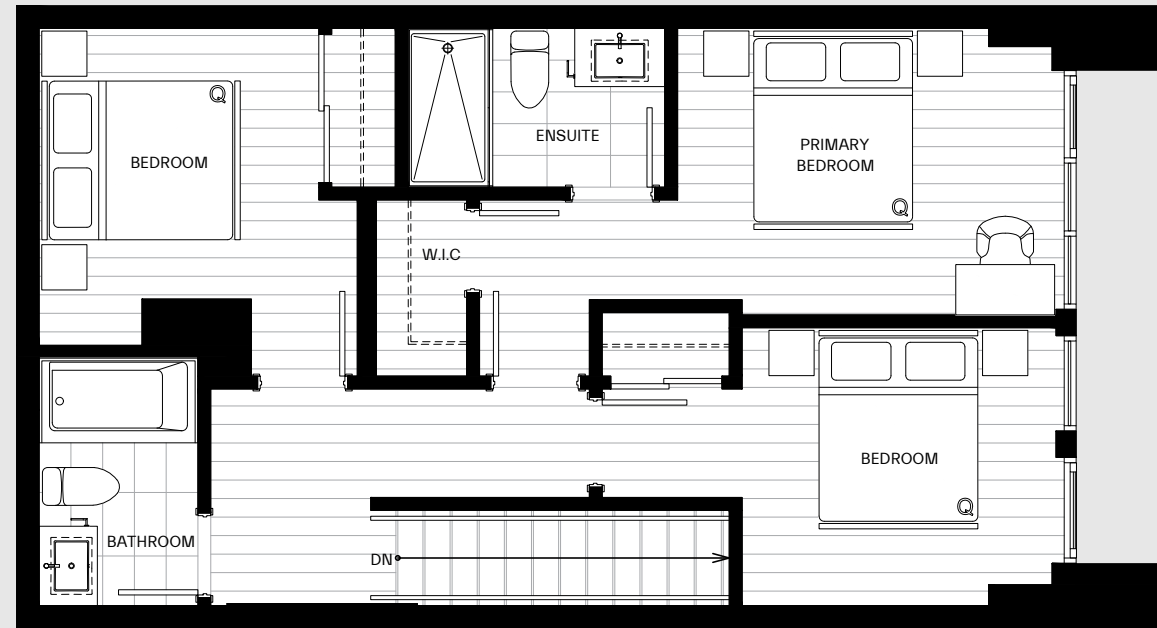 BEDROOM
Q
ENSUITE
PRIMARY
BEDROOM
Q
W.I.C
BEDROOM
Q
BATHROOM
DN